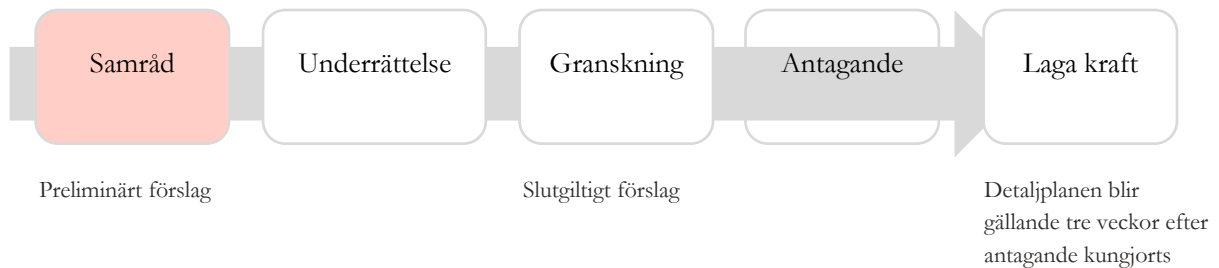 Samråd
Underrättelse
Granskning
Antagande
Laga kraft
Preliminärt förslag
Slutgiltigt förslag
Detaljplanen blir
gällande tre veckor efter
antagande kungjorts